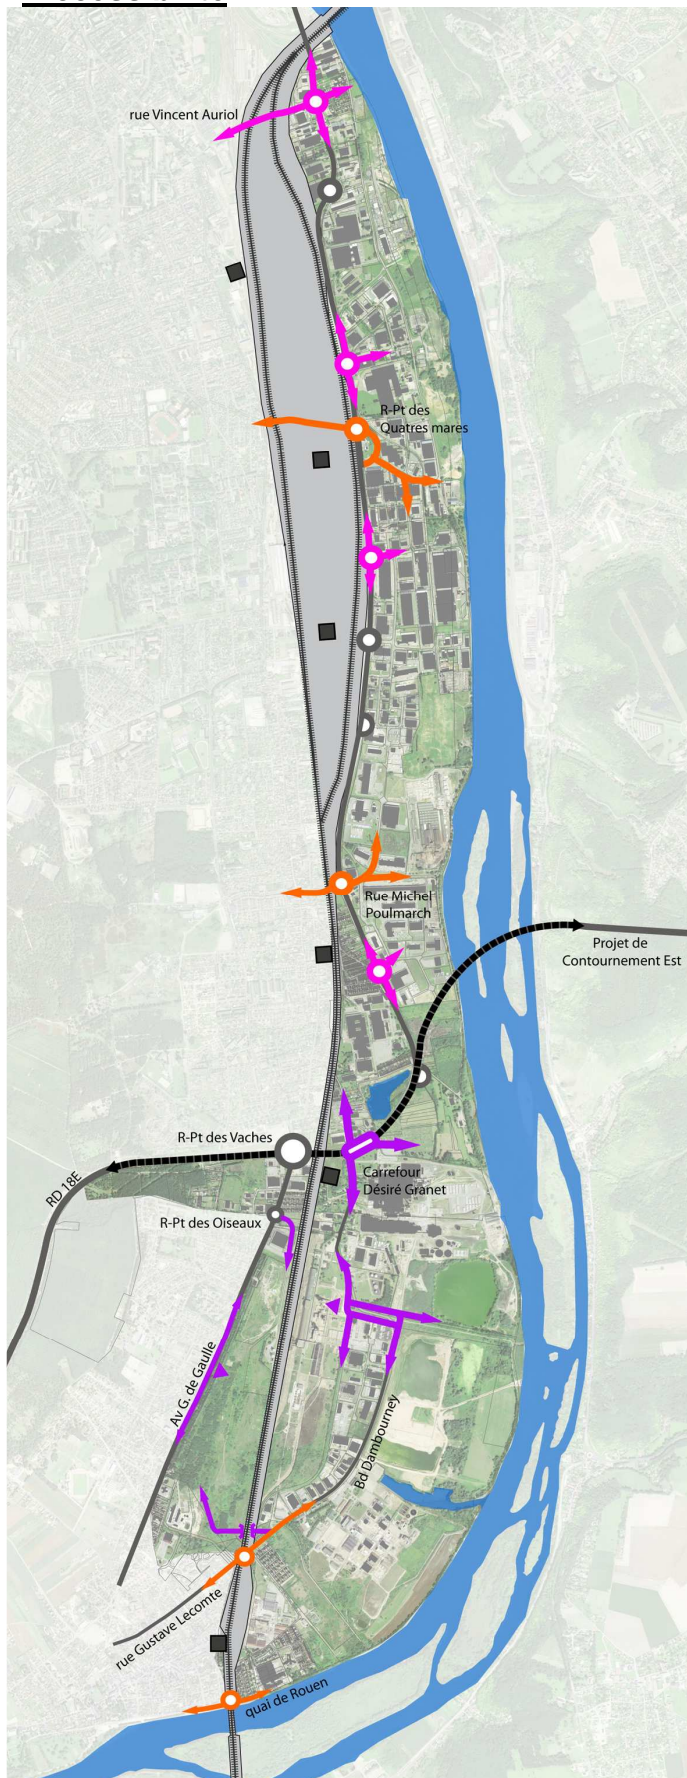 rue Vincent Auriol
R-Pt des
Quatres mares
Rue Michel
Poulmarch
Projet de
Contournement Est
R-Pt des Vaches
Carrefour
Désiré Granet
RD 18E
R-Pt des Oiseaux
Av G. de Gaulle
Bd Dambourney
rue Gustave Lecomte
quai de Rouen